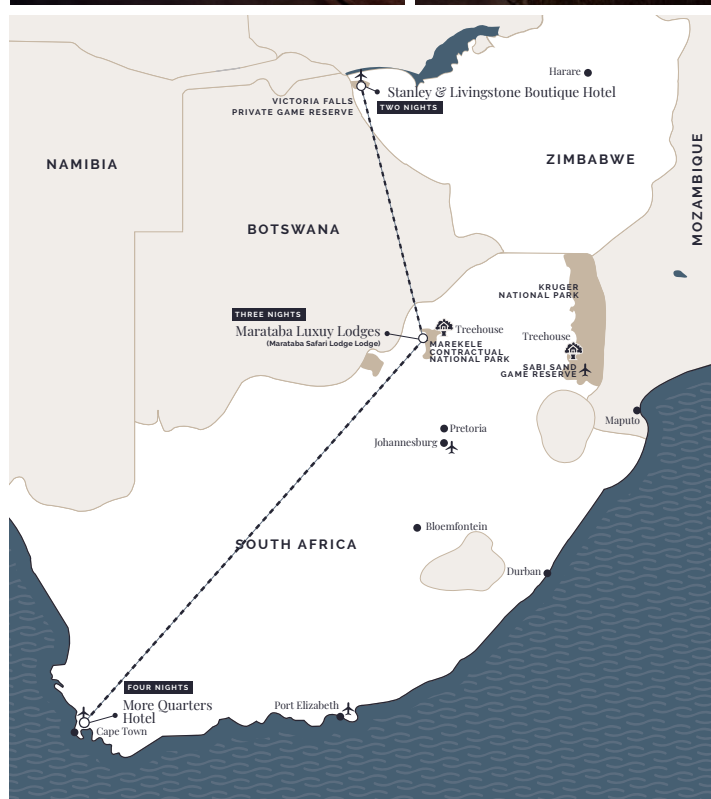 Harare
Stanley & Livingstone Boutique Hotel
TWO NIGHTS
VICTORIA FALLS
PRIVATE GAME RESERVE
NAMIBIA
ZIMBABWE
MOZAMBIQUE
BOTSWANA
KRUGER
NATIONAL PARK
THREE NIGHTS
Marataba Luxuy Lodges
(Marataba Safari Lodge Lodge)
Treehouse
MAREKELE
CONTRACTUAL
NATIONAL PARK
Treehouse
SABI SAND
GAME RESERVE
Maputo
Pretoria
Johannesburg
Bloemfontein
SOUTH AFRICA
Durban
FOUR NIGHTS
More Quarters
Hotel
Cape Town
Port Elizabeth